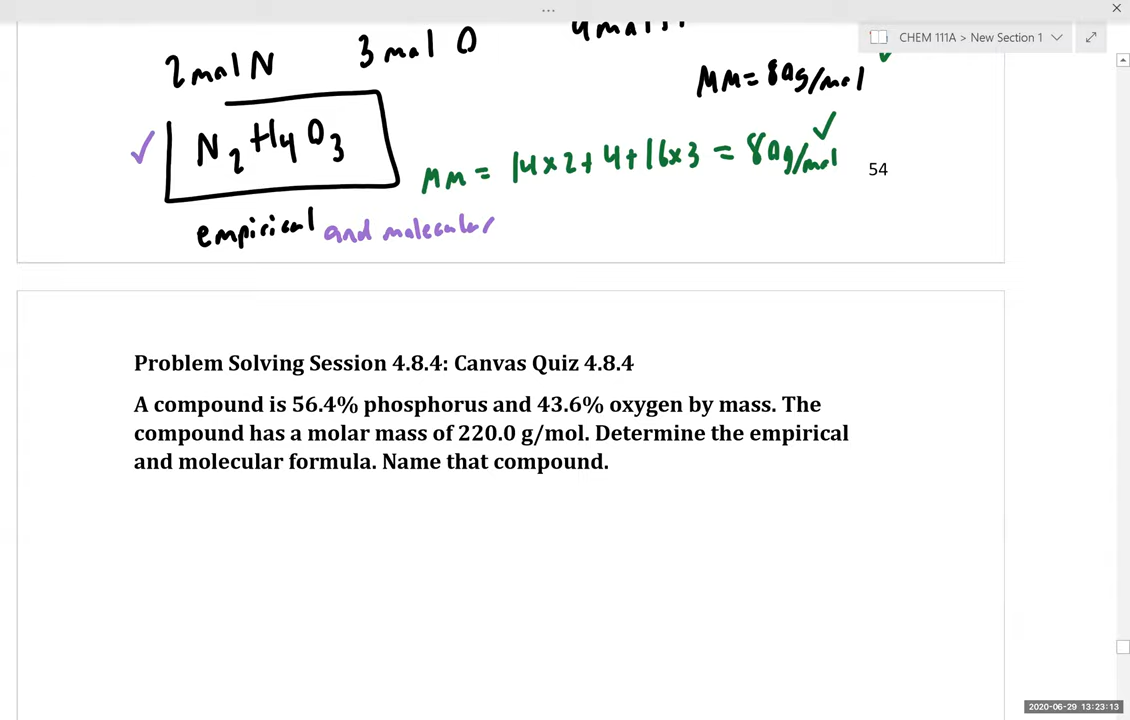 CHEM 111A > New Section 1
2 mol N
3 mol O
4 mol
MM = 80g/mol
N2H4O3
MM = 14×2+4+16×3 = 80g/mol
54
empirical and molecular
Problem Solving Session 4.8.4: Canvas Quiz 4.8.4
A compound is 56.4% phosphorus and 43.6% oxygen by mass. The
compound has a molar mass of 220.0 g/mol. Determine the empirical
and molecular formula. Name that compound.
2020-06-29 13:23:13